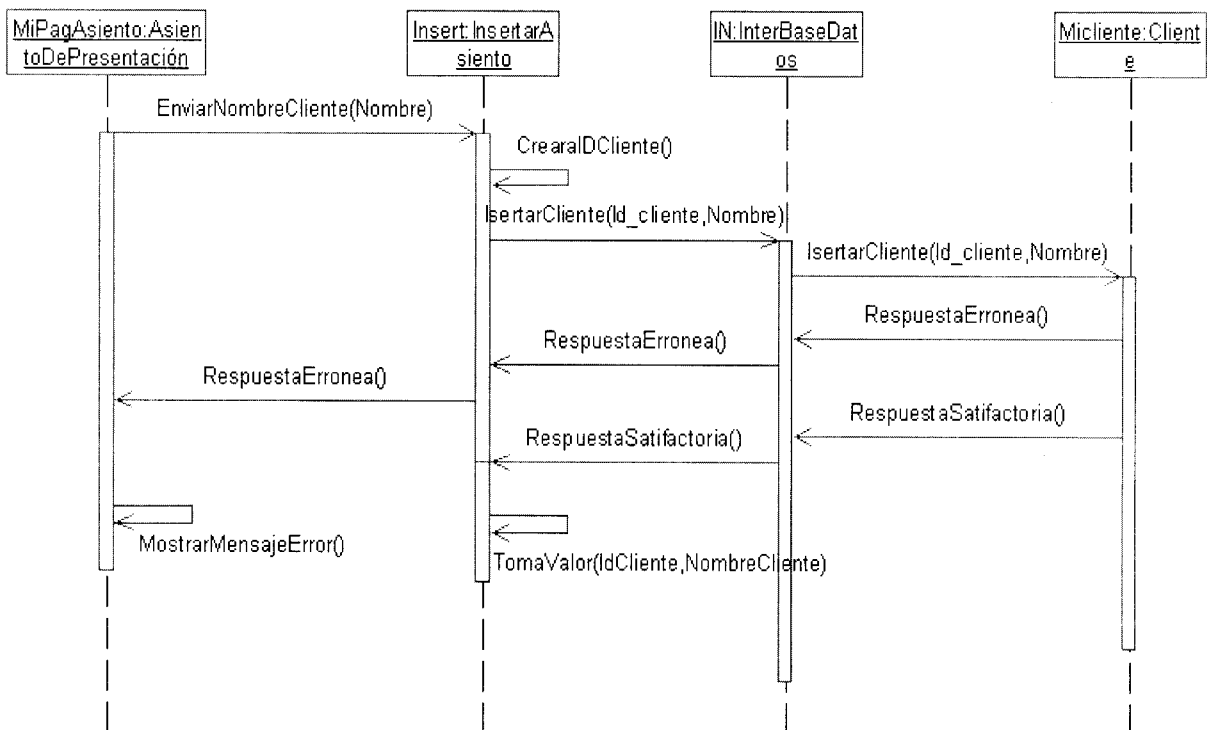 MiPagAsiento:Asien
toDePresentación
Insert:InsertarA
siento
IN:InterBaseDat
os
Micliente:Client
e
EnviarNombreCliente(Nombre)
CrearaIDCliente()
IsertarCliente(Id_cliente,Nombre)
IsertarCliente(Id_cliente,Nombre)
RespuestaErronea()
RespuestaErronea()
RespuestaErronea()
RespuestaSatifactoria()
RespuestaSatifactoria()
MostrarMensajeError()
TomaValor(IdCliente,NombreCliente)